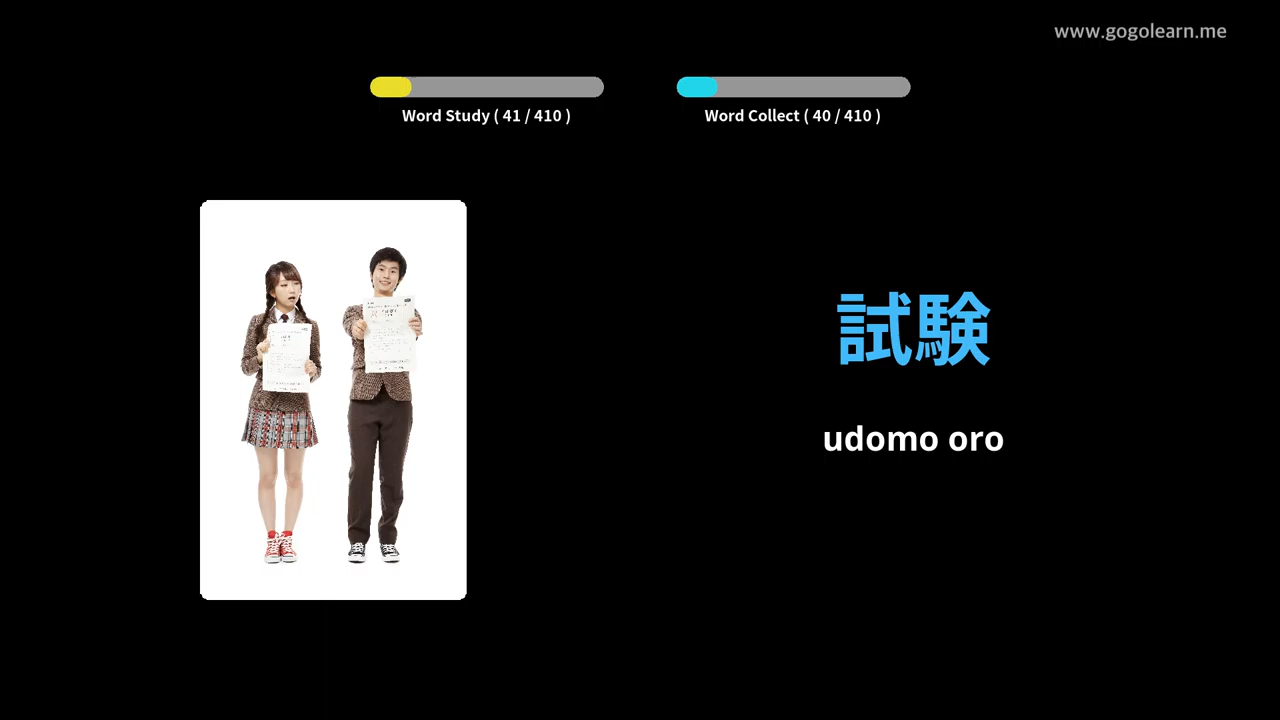 www.gogolearn.me
Word Study ( 41 / 410 )
Word Collect ( 40 / 410 )
試験
udomo oro